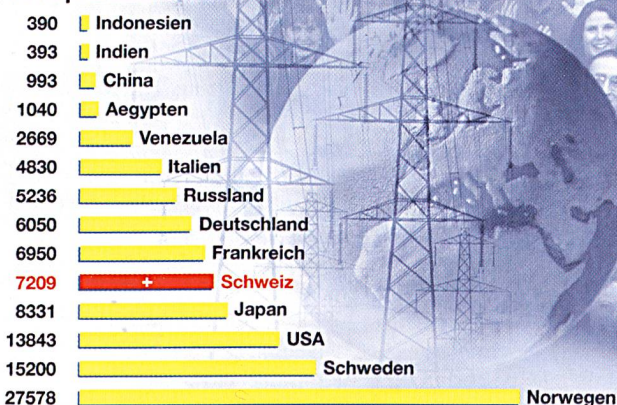 390 Indonesien
393 Indien
993 China
1040 Aegypten
2669 Venezuela
4830 Italien
5236 Russland
6050 Deutschland
6950 Frankreich
7209 Schweiz
8331 Japan
13843 USA
15200 Schweden
27578 Norwegen